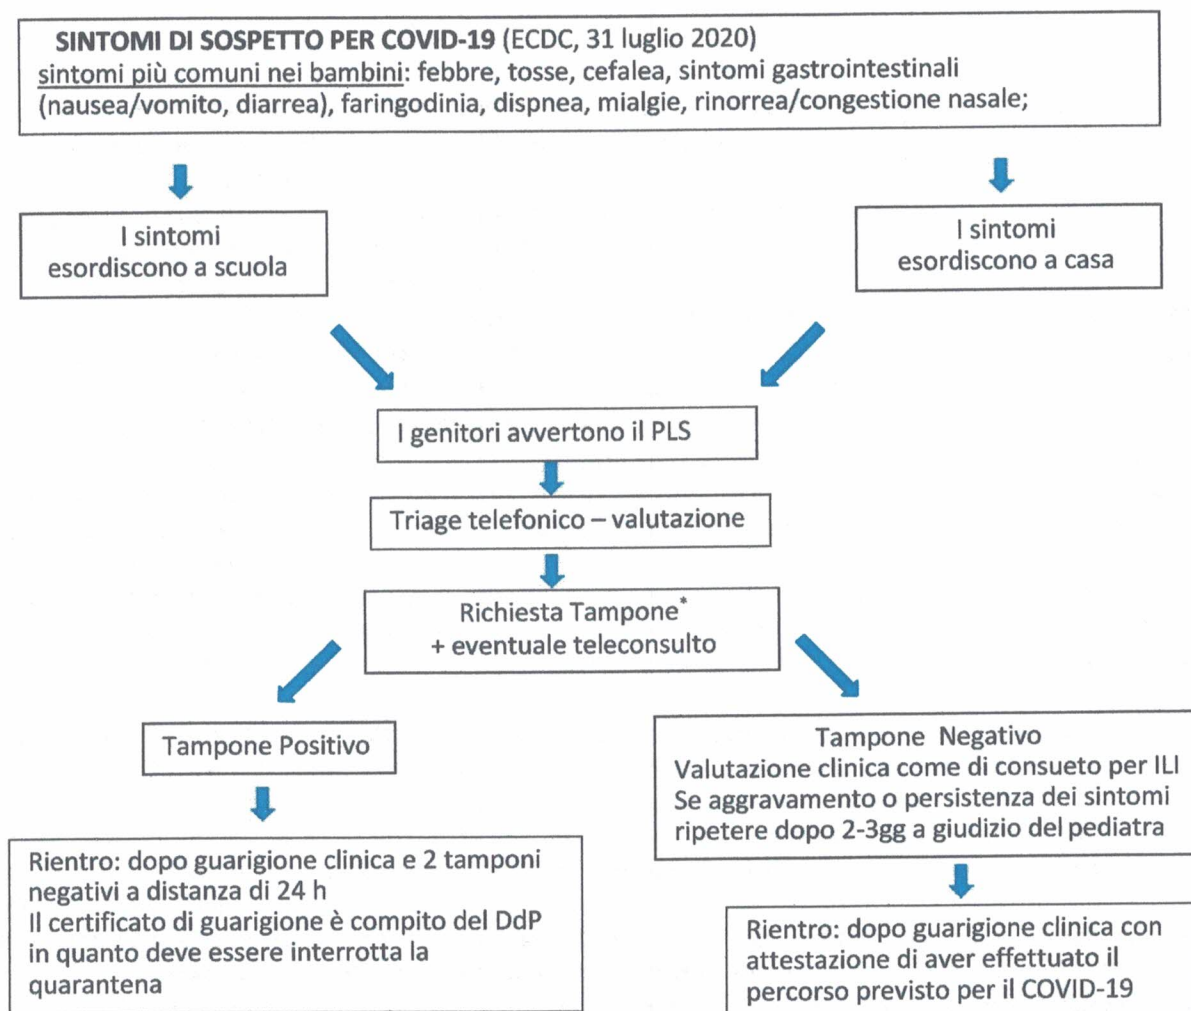 SINTOMI DI SOSPETTO PER COVID-19 (ECDC, 31 luglio 2020)
sintomi più comuni nei bambini: febbre, tosse, cefalea, sintomi gastrointestinali
(nausea/vomito, diarrea), faringodinia, dispnea, mialgie, rinorrea/congestione nasale;
I sintomi
esordiscono a scuola
I sintomi
esordiscono a casa
I genitori avvertono il PLS
Triage telefonico – valutazione
Richiesta Tampone*
+ eventuale teleconsulto
Tampone Positivo
Tampone Negativo
Valutazione clinica come di consueto per ILI
Se aggravamento o persistenza dei sintomi
ripetere dopo 2-3gg a giudizio del pediatra
Rientro: dopo guarigione clinica e 2 tamponi
negativi a distanza di 24 h
Il certificato di guarigione è compito del DdP
in quanto deve essere interrotta la
quarantena
Rientro: dopo guarigione clinica con
attestazione di aver effettuato il
percorso previsto per il COVID-19